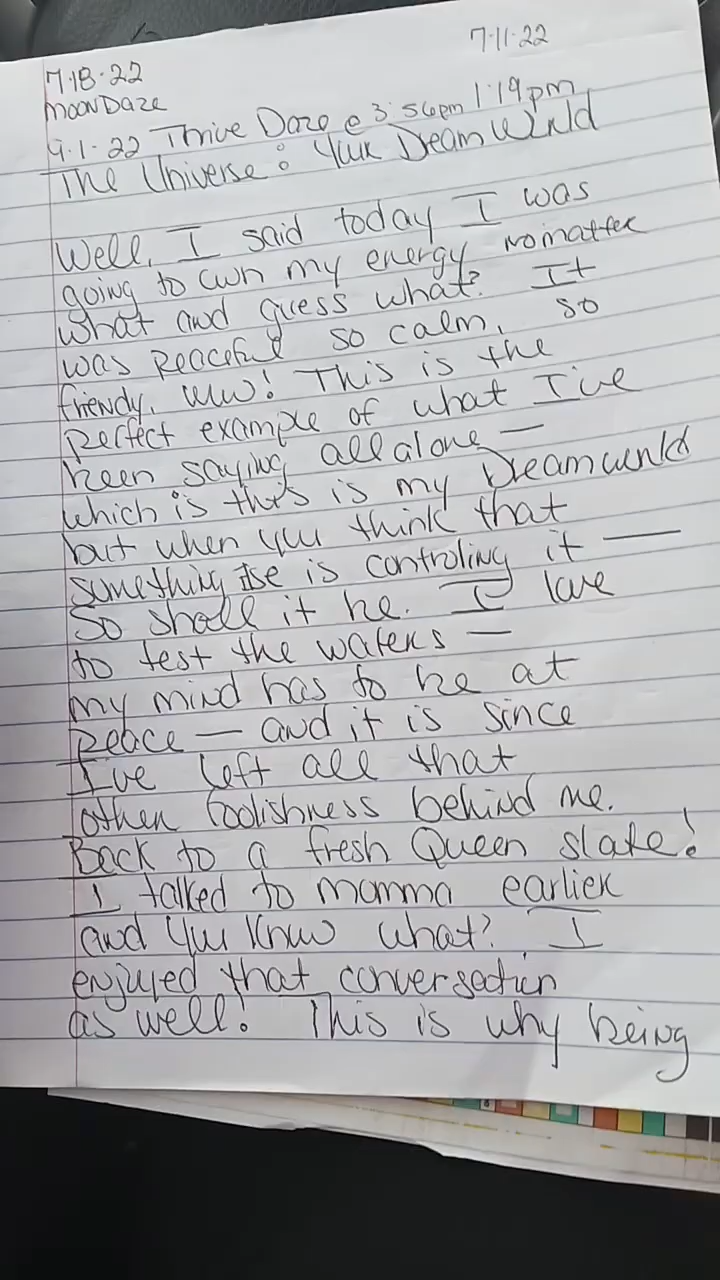 7.11.22
7.18.22
moonDaze
9.1.22 Thrive Daze @ 3:56pm 1:19pm
The Universe: Your Dream World
Well, I said today I was
going to own my energy no matter
what and guess what? It
was peaceful so calm, so
friendy. Wow! This is the
perfect example of what I've
been saying all alone —
which is this is my Dreamworld
but when you think that
something else is controling it —
So shall it be. I love
to test the waters —
my mind has to be at
peace — and it is since
I've left all that
other foolishness behind me.
Back to a fresh Queen slate!
I talked to momma earlier
and you know what? I
enjoyed that conversation
as well! This is why being